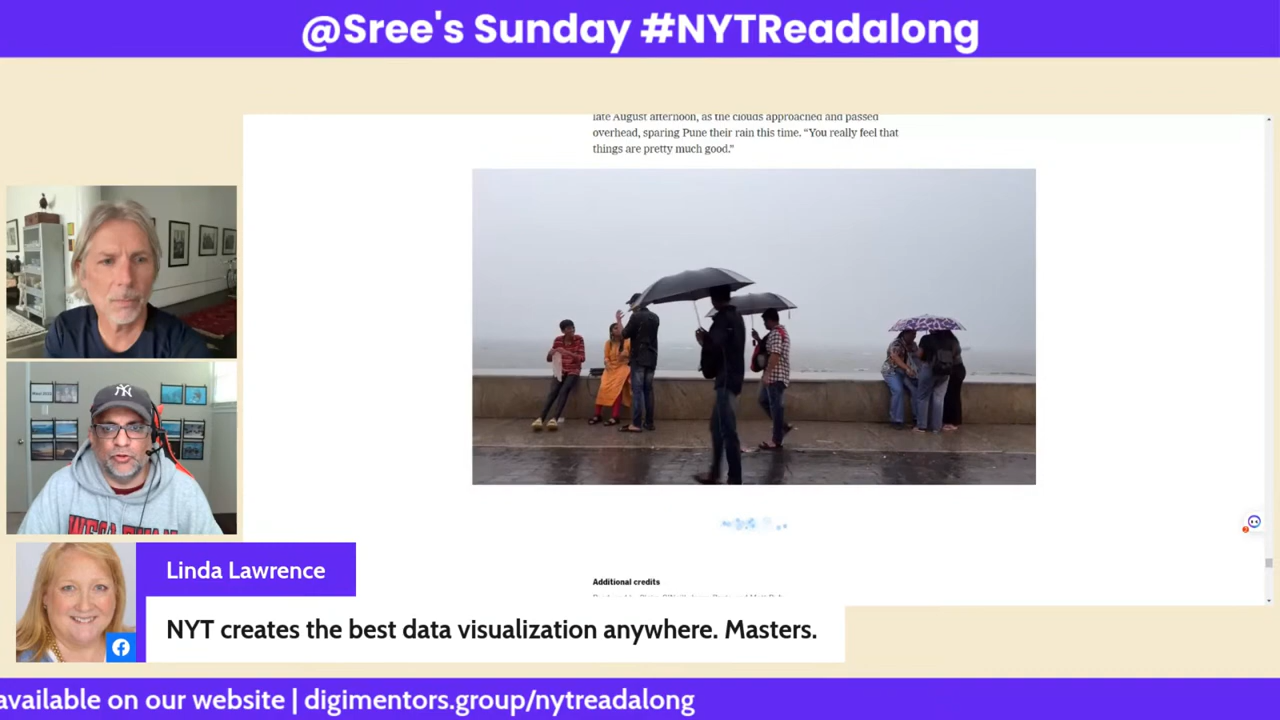 @Sree's Sunday #NYTReadalong
late August afternoon, as the clouds approached and passed
overhead, sparing Pune their rain this time. “You really feel that
things are pretty much good.”
NY
Linda Lawrence
NYT creates the best data visualization anywhere. Masters.
Additional credits
available on our website | digimentors.group/nytreadalong